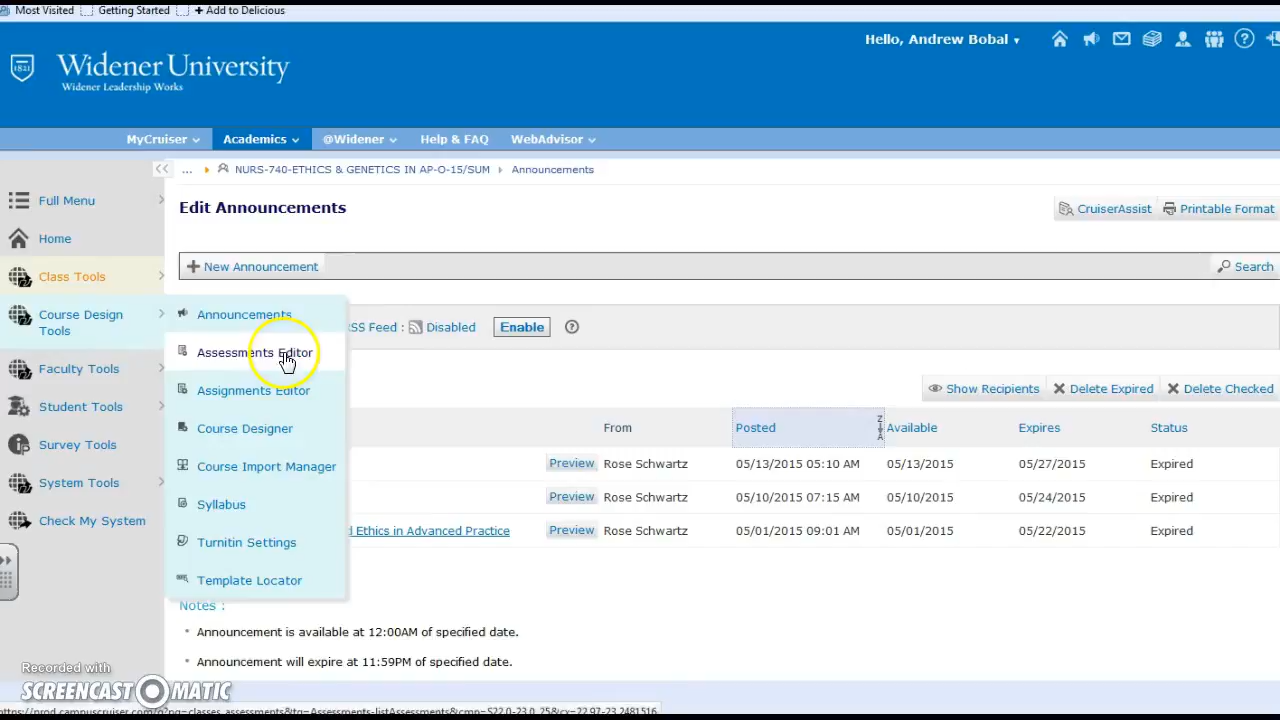 Most Visited Getting Started + Add to Delicious
Hello, Andrew Bobal
1821 Widener University
Widener Leadership Works
MyCruiser Academics @Widener Help & FAQ WebAdvisor
... NURS-740-ETHICS & GENETICS IN AP-O-15/SUM Announcements
Edit Announcements
CruiserAssist Printable Format
+ New Announcement Search
Full Menu
Home
Class Tools
Course Design
Tools
Faculty Tools
Student Tools
Survey Tools
System Tools
Check My System
Announcements
Assessments Editor
Assignments Editor
Course Designer
Course Import Manager
Syllabus
Turnitin Settings
Template Locator
SS Feed : Disabled Enable ?
Show Recipients Delete Expired Delete Checked
From Posted Available Expires Status
Preview Rose Schwartz 05/13/2015 05:10 AM 05/13/2015 05/27/2015 Expired
Preview Rose Schwartz 05/10/2015 07:15 AM 05/10/2015 05/24/2015 Expired
d Ethics in Advanced Practice Preview Rose Schwartz 05/01/2015 09:01 AM 05/01/2015 05/22/2015 Expired
Notes :
• Announcement is available at 12:00AM of specified date.
• Announcement will expire at 11:59PM of specified date.
Recorded with
SCREENCAST MATIC